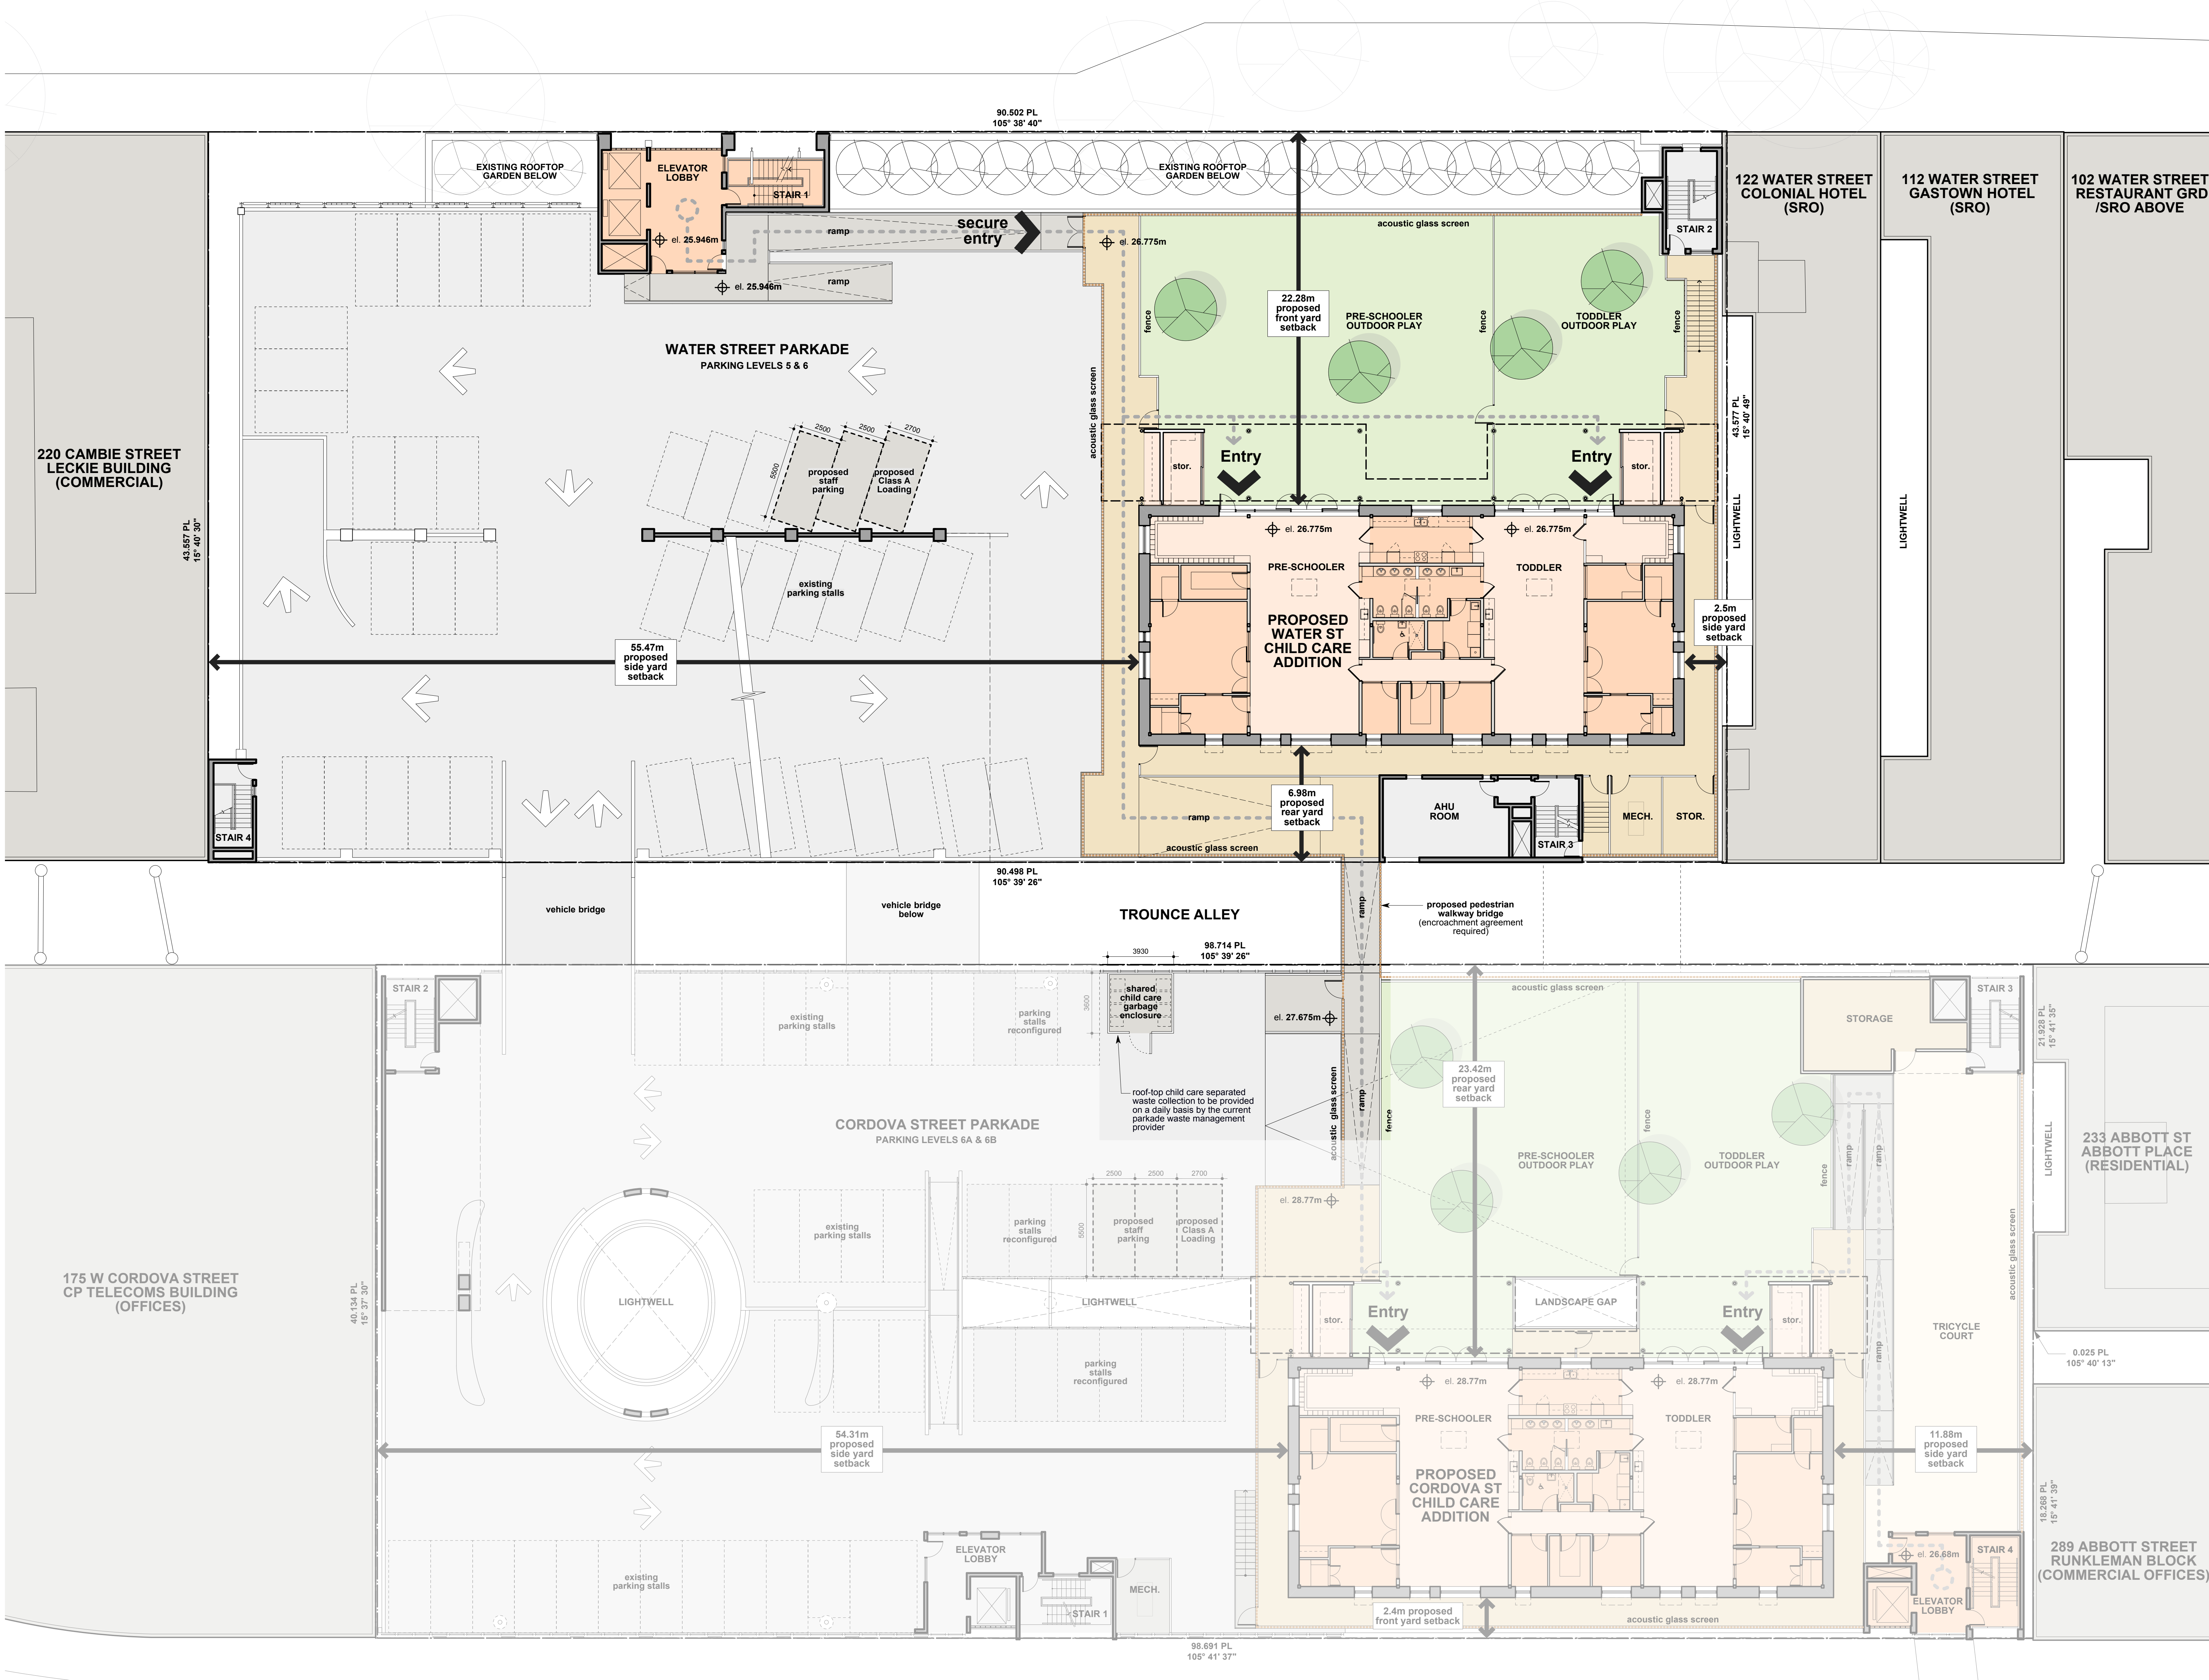 90.502 PL
105° 38' 40"
EXISTING ROOFTOP
GARDEN BELOW
ELEVATOR
LOBBY
STAIR 1
EXISTING ROOFTOP
GARDEN BELOW
122 WATER STREET
COLONIAL HOTEL
(SRO)
112 WATER STREET
GASTOWN HOTEL
(SRO)
102 WATER STREET
RESTAURANT GRD
/SRO ABOVE
STAIR 2
el. 25.946m
ramp
secure
entry
acoustic glass screen
el. 26.775m
el. 25.946m
ramp
22.28m
proposed
front yard
setback
fence
PRE-SCHOOLER
OUTDOOR PLAY
fence
TODDLER
OUTDOOR PLAY
fence
WATER STREET PARKADE
PARKING LEVELS 5 & 6
acoustic glass screen
43.577 PL
15° 40' 49"
2500
2500
2700
5500
proposed
staff
parking
proposed
Class A
Loading
220 CAMBIE STREET
LECKIE BUILDING
(COMMERCIAL)
43.557 PL
15° 40' 30"
stor.
Entry
Entry
stor.
LIGHTWELL
LIGHTWELL
el. 26.775m
el. 26.775m
existing
parking stalls
PRE-SCHOOLER
TODDLER
PROPOSED
WATER ST
CHILD CARE
ADDITION
2.5m
proposed
side yard
setback
55.47m
proposed
side yard
setback
6.98m
proposed
rear yard
setback
STAIR 4
ramp
AHU
ROOM
STAIR 3
MECH.
STOR.
acoustic glass screen
90.498 PL
105° 39' 26"
vehicle bridge
vehicle bridge
below
TROUNCE ALLEY
ramp
proposed pedestrian
walkway bridge
(encroachment agreement
required)
98.714 PL
105° 39' 26"
3930
STAIR 2
existing
parking stalls
parking
stalls
reconfigured
3600
shared
child care
garbage
enclosure
el. 27.675m
acoustic glass screen
STORAGE
STAIR 3
21.928 PL
15° 41' 35"
roof-top child care separated
waste collection to be provided
on a daily basis by the current
parkade waste management
provider
acoustic glass screen
ramp
fence
23.42m
proposed
rear yard
setback
fence
CORDOVA STREET PARKADE
PARKING LEVELS 6A & 6B
PRE-SCHOOLER
OUTDOOR PLAY
TODDLER
OUTDOOR PLAY
fence
ramp
ramp
LIGHTWELL
233 ABBOTT ST
ABBOTT PLACE
(RESIDENTIAL)
2500
2500
2700
5500
existing
parking stalls
parking
stalls
reconfigured
proposed
staff
parking
proposed
Class A
Loading
el. 28.77m
acoustic glass screen
175 W CORDOVA STREET
CP TELECOMS BUILDING
(OFFICES)
40.134 PL
15° 37' 30"
LIGHTWELL
LIGHTWELL
stor.
Entry
LANDSCAPE GAP
Entry
stor.
TRICYCLE
COURT
ramp
0.025 PL
105° 40' 13"
parking
stalls
reconfigured
el. 28.77m
el. 28.77m
PRE-SCHOOLER
TODDLER
54.31m
proposed
side yard
setback
11.88m
proposed
side yard
setback
PROPOSED
CORDOVA ST
CHILD CARE
ADDITION
18.268 PL
15° 41' 39"
ELEVATOR
LOBBY
el. 26.68m
STAIR 4
289 ABBOTT STREET
RUNKLEMAN BLOCK
(COMMERCIAL OFFICES)
existing
parking stalls
MECH.
STAIR 1
2.4m proposed
front yard setback
acoustic glass screen
ELEVATOR
LOBBY
98.691 PL
105° 41' 37"